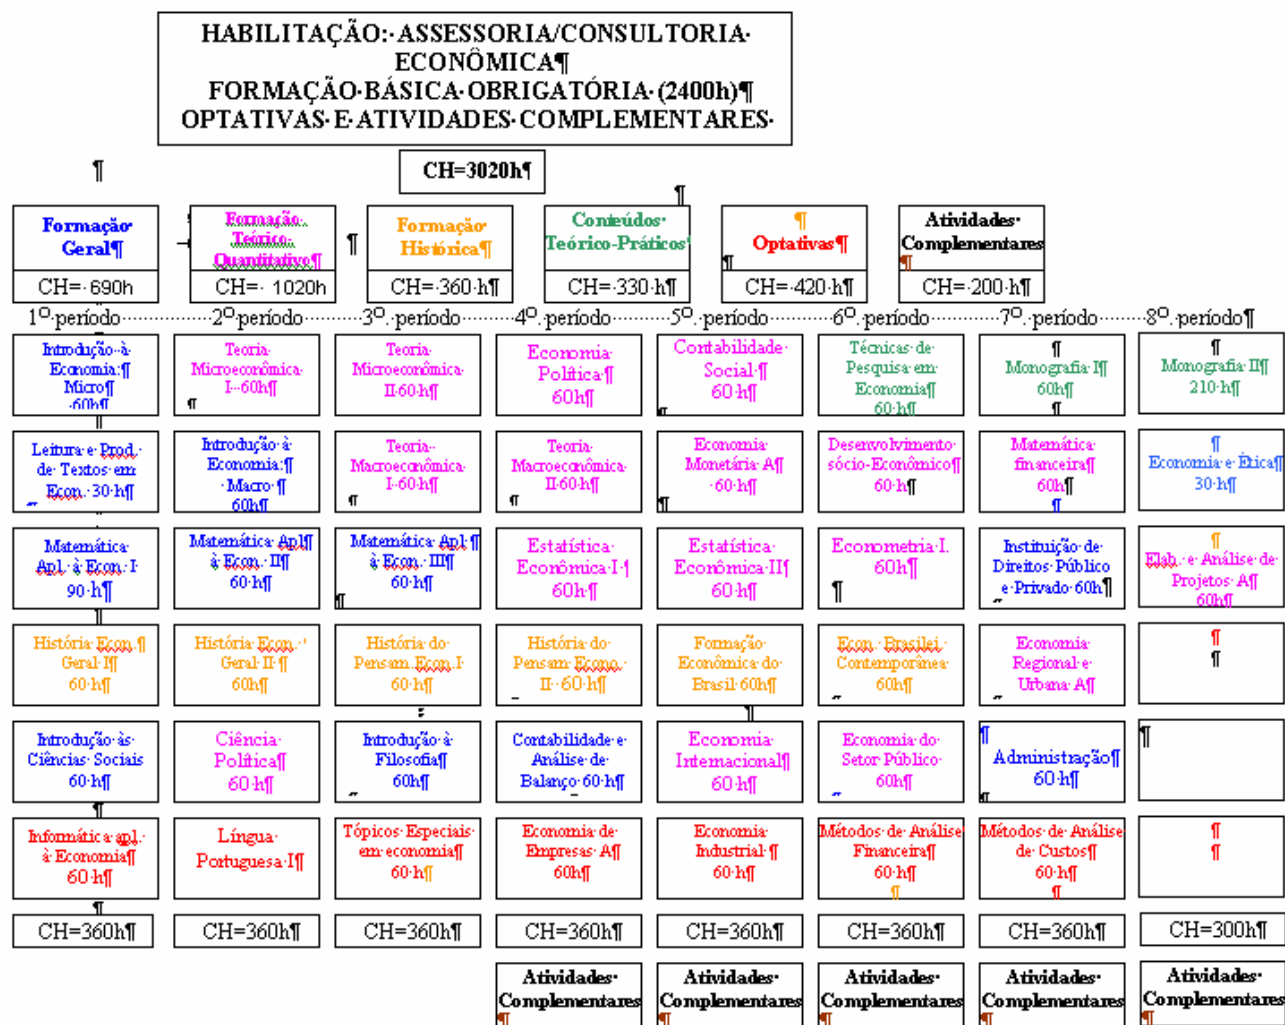 HABILITAÇÃO:·ASSESSORIA/CONSULTORIA·
ECONÔMICA¶
FORMAÇÃO·BÁSICA·OBRIGATÓRIA·(2400h)¶
OPTATIVAS·E·ATIVIDADES·COMPLEMENTARES·
¶
CH=3020h¶
¶
Formação·
Geral¶
CH=·690h
Formação·
Teórico-
Quantitativo¶
CH=· 1020h
¶
Formação·
Histórica¶
CH=·360·h¶
Conteúdos·
Teórico-Práticos¶
CH=·330·h¶
¶
Optativas¶
¶
CH=·420·h¶
Atividades·
Complementares
¶
CH=·200·h¶
1º.período 2º período 3º.período 4º.período 5º.período 6º.período 7º.período 8º.período¶
Introdução·à·
Economia:¶
Micro¶
·60h¶
Teoria·
Microeconômica·
I·-60h¶
¶
Teoria·
Microeconômica·
II·60·h¶
Economia·
Política¶
60h¶
Contabilidade·
Social·¶
60·h¶
¶
Técnicas·de·
Pesquisa·em·
Economia¶
60·h¶
¶
Monografia·I¶
60h¶
¶
¶
Monografia·II¶
210·h¶
Leitura·e·Prod.·
de·Textos·em·
Econ.·30·h¶
Introdução·à·
Economia:¶
·Macro·¶
60h¶
Teoria·
Macroeconômica·
I·60·h¶
¶
Teoria·
Macroeconômica·
II·60·h¶
¶
Economia·
Monetária·A¶
·60·h¶
¶
Desenvolvimento·
sócio-Econômico¶
60·h¶
Matemática·
financeira¶
60h¶
¶
¶
Economia·e·Ética¶
30·h¶
Matemática·
Apl.·à·Econ.·I·
90·h¶
Matemática·Apl¶
à·Econ.·II¶
60·h¶
Matemática·Apl·¶
à·Econ.·III¶
60·h¶
¶
Estatística·
Econômica·I·¶
60h¶
Estatística·
Econômica·II¶
60·h¶
Econometria·I.
60h¶
¶
Instituição·de·
Direitos·Público·
e·Privado·60h¶
¶
Elab.·e·Análise·de·
Projetos·A¶
60h¶
História·Econ.·¶
Geral·I¶
60·h¶
História·Econ.·
Geral·II·¶
60h¶
História·do·
Pensam.Econ.I·
60·h¶
História·do·
Pensam.Econo.·
II·-60·h¶
Formação·
Econômica·do·
Brasil·60h¶
Econ.·Brasilei.·
Contemporânea·
60h¶
Economia·
Regional·e·
Urbana·A¶
¶
¶
Introdução·às·
Ciências·Sociais·
60·h¶
Ciência·
Política¶
60·h¶
Introdução·à·
Filosofia¶
60h¶
Contabilidade·e·
Análise·de·
Balanço·60·h¶
Economia·
Internacional¶
60·h¶
Economia·do·
Setor·Público·
60·h¶
¶
Administração¶
60·h¶
¶
¶
Informática·apl.·
à·Economia¶
60·h¶
Língua·
Portuguesa·I¶
Tópicos·Especiais·
em·economia¶
60·h¶
Economia·de·
Empresas·A¶
60h¶
Economia·
Industrial·¶
60·h¶
Métodos·de·Análise·
Financeira¶
60·h¶
¶
Métodos·de·Análise·
de·Custos¶
60·h¶
¶
¶
¶
CH=360h¶
CH=360h¶
CH=360h¶
CH=360h¶
CH=360h¶
CH=360h¶
CH=360h¶
CH=300h¶
Atividades·
Complementares
¶
Atividades·
Complementares
¶
Atividades·
Complementares
¶
Atividades·
Complementares
¶
Atividades·
Complementares
¶